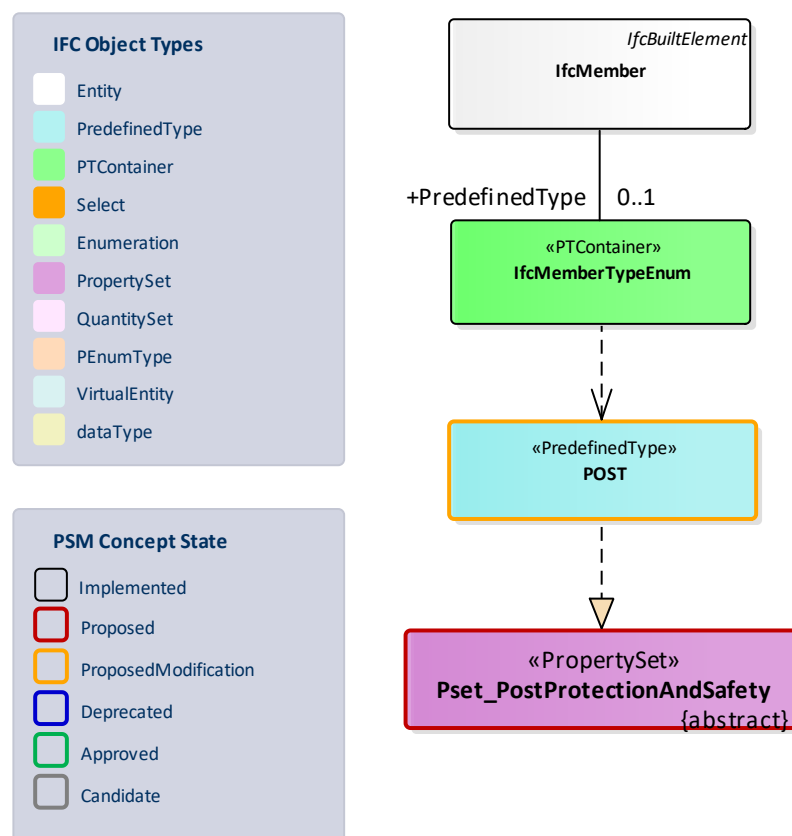 IFC Object Types
Entity
PredefinedType
PTContainer
Select
Enumeration
PropertySet
QuantitySet
PEnumType
VirtualEntity
dataType
PSM Concept State
Implemented
Proposed
ProposedModification
Deprecated
Approved
Candidate
IfcBuiltElement
IfcMember
+PredefinedType 0..1
«PTContainer»
IfcMemberTypeEnum
«PredefinedType»
POST
«PropertySet»
Pset_PostProtectionAndSafety
{abstract}